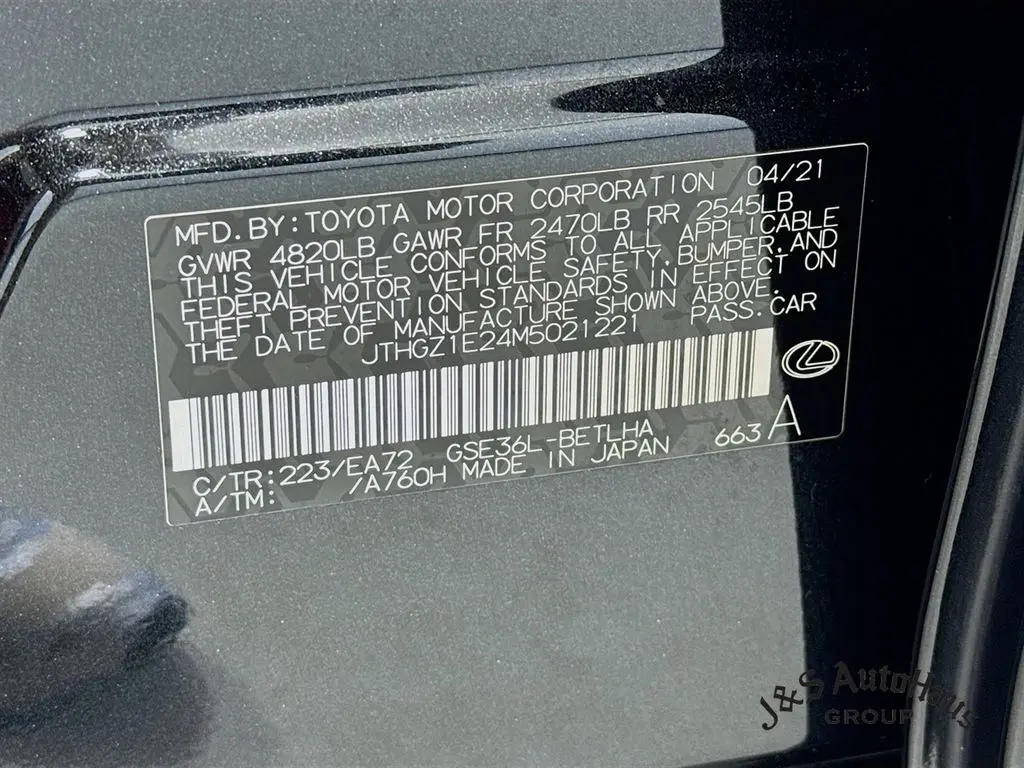 MFD.BY:TOYOTA MOTOR CORPORATION 04/21
GVWR 4820LB GAWR FR 2470LB RR 2545LB
THIS VEHICLE CONFORMS TO ALL APPLICABLE
FEDERAL MOTOR VEHICLE SAFETY,BUMPER,AND
THEFT PREVENTION STANDARDS IN EFFECT ON
THE DATE OF MANUFACTURE SHOWN ABOVE.
JTHGZ1E24M5021221 PASS.CAR
C/TR:223/EA72 GSE36L-BETLHA 663 A
A/TM: /A760H MADE IN JAPAN
J&S AutoHaus
GROUP